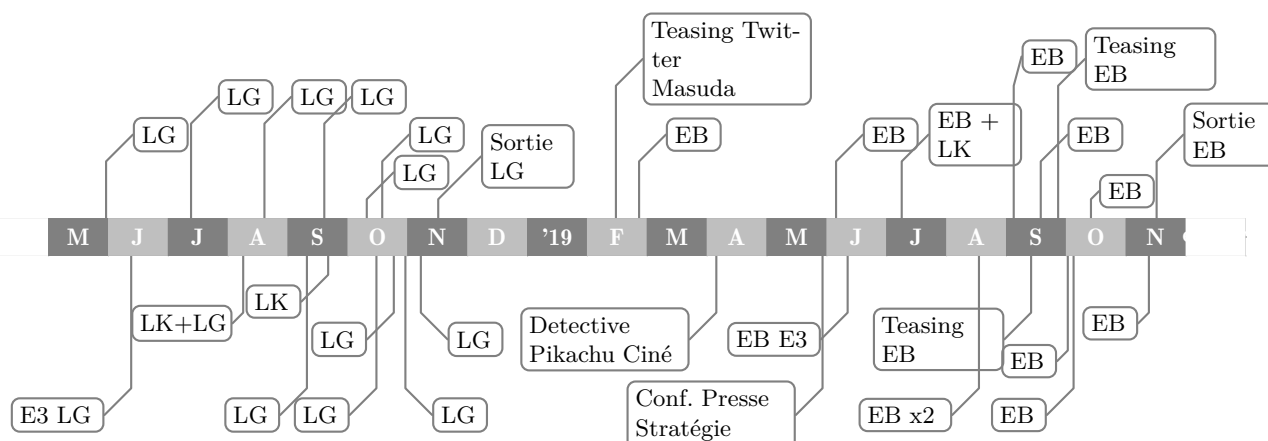 Teasing Twit-
ter
Masuda
EB
Teasing
EB
LG
LG
LG
EB +
LK
Sortie
EB
LG
LG
Sortie
LG
EB
EB
EB
LG
EB
M J J A S O N D '19 F M A M J J A S O N
LK+LG
LK
LG
LG
Detective
Pikachu Ciné
EB E3
Teasing
EB
EB
EB
E3 LG
LG
LG
LG
Conf. Presse
Stratégie
EB x2
EB